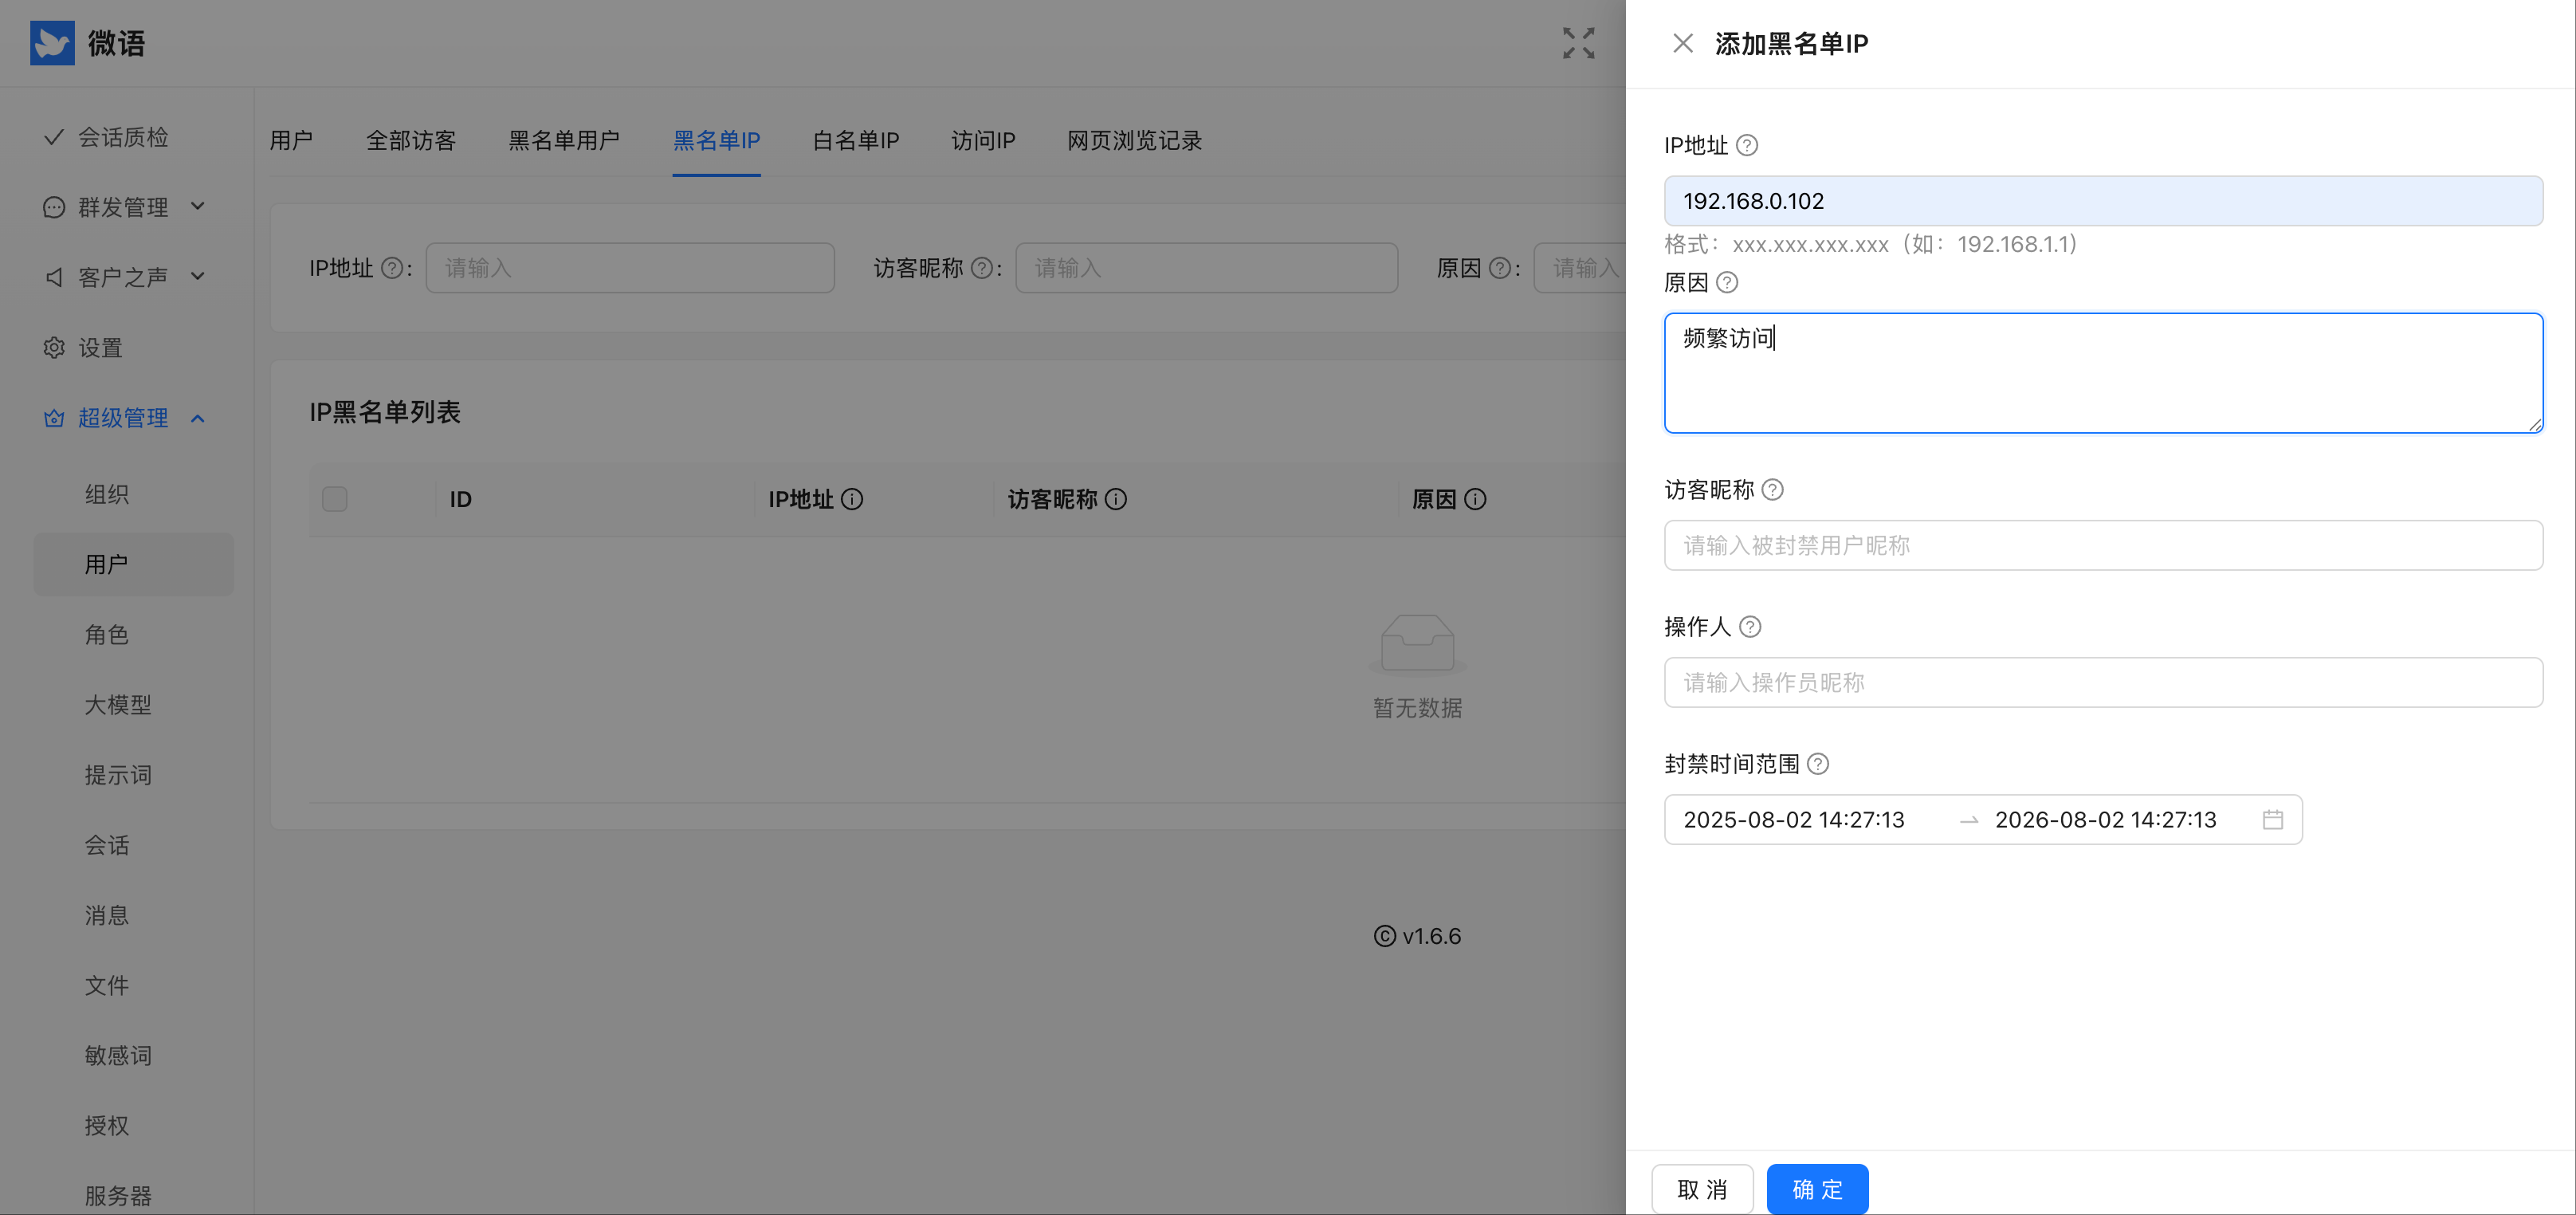 微语
会话质检
群发管理
客户之声
设置
超级管理
组织
用户
角色
大模型
提示词
会话
消息
文件
敏感词
授权
服务器
用户 全部访客 黑名单用户 黑名单IP 白名单IP 访问IP 网页浏览记录
IP地址 : 请输入 访客昵称 : 请输入 原因 : 请输入
IP黑名单列表
ID IP地址 访客昵称 原因
暂无数据
© v1.6.6
添加黑名单IP
IP地址
192.168.0.102
格式：xxx.xxx.xxx.xxx（如：192.168.1.1）
原因
频繁访问
访客昵称
请输入被封禁用户昵称
操作人
请输入操作员昵称
封禁时间范围
2025-08-02 14:27:13 → 2026-08-02 14:27:13
取 消 确 定